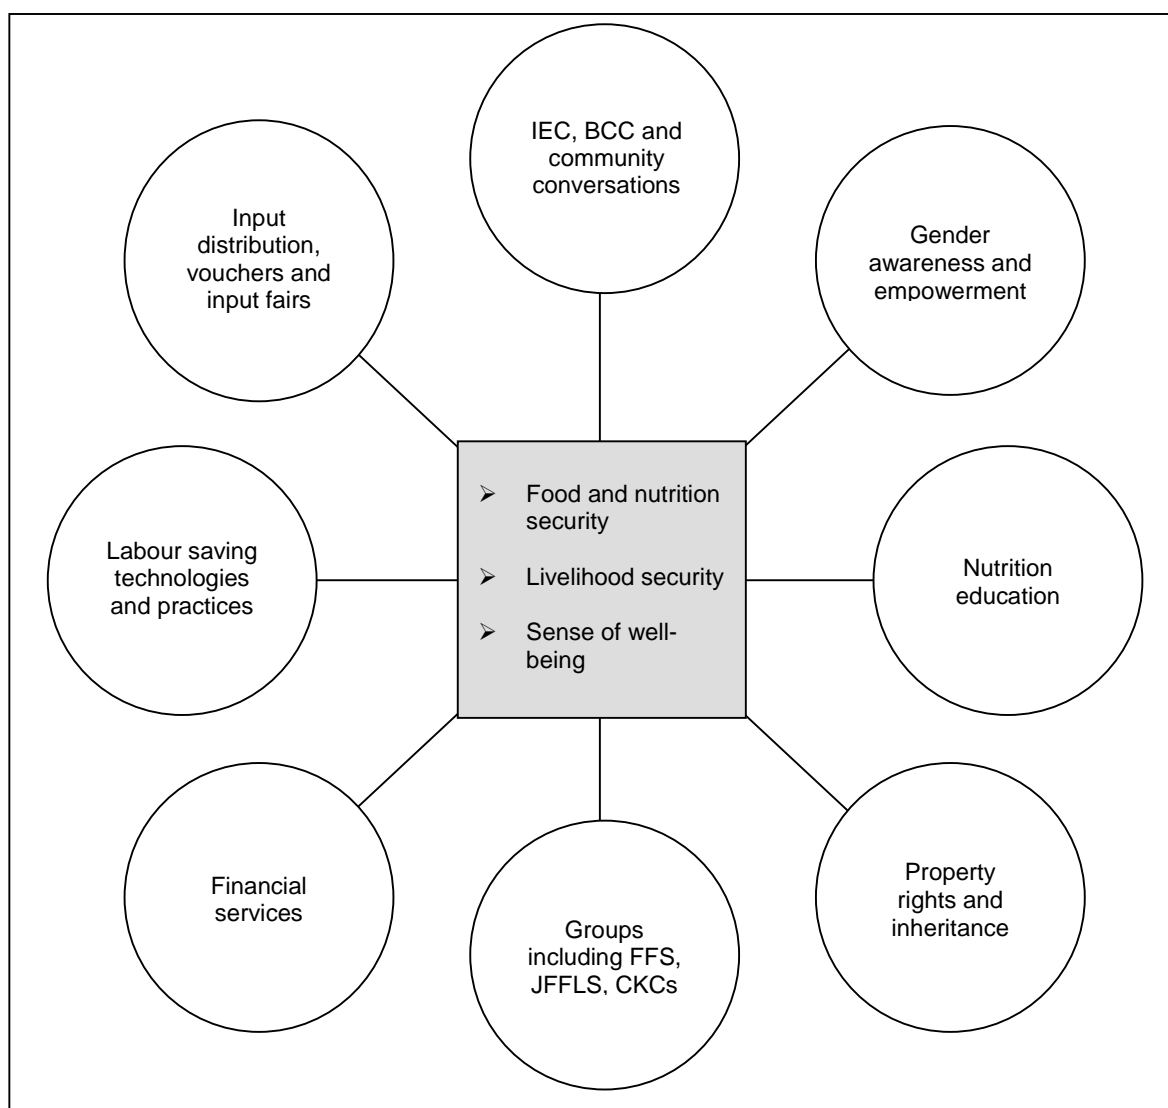 IEC, BCC and
community
conversations
Input
distribution,
vouchers and
input fairs
Gender
awareness and
empowerment
➢ Food and nutrition
security
➢ Livelihood security
➢ Sense of well-
being
Labour saving
technologies
and practices
Nutrition
education
Financial
services
Groups
including FFS,
JFFLS, CKCs
Property
rights and
inheritance